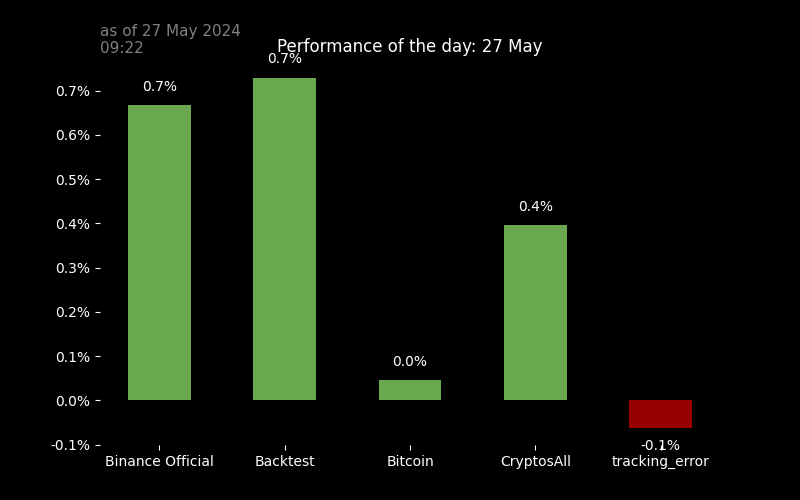 as of 27 May 2024
09:22
Performance of the day: 27 May
0.7%
0.7%
0.0%
0.4%
-0.1%
0.7%
0.6%
0.5%
0.4%
0.3%
0.2%
0.1%
0.0%
-0.1%
Binance Official
Backtest
Bitcoin
CryptosAll
tracking_error